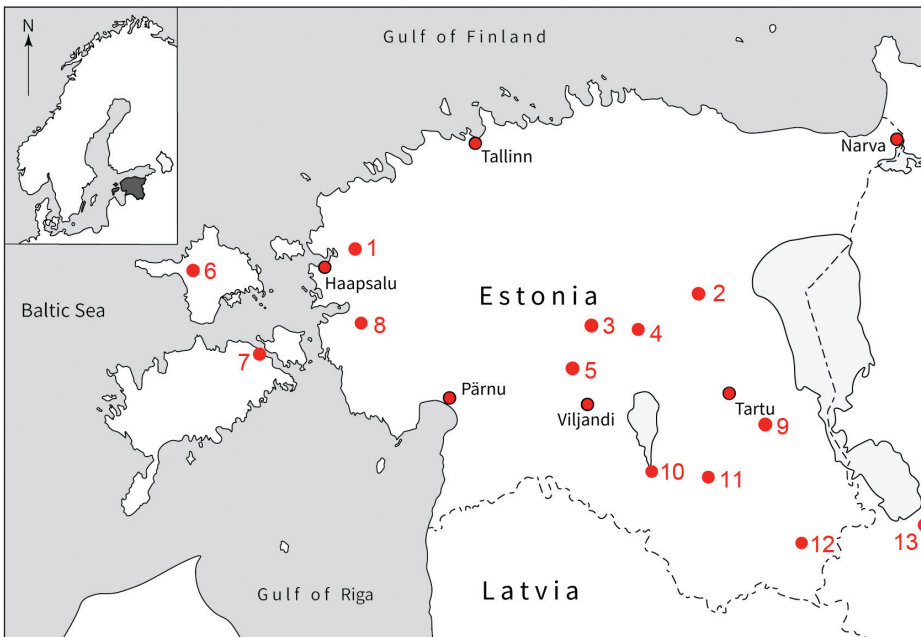 N
Gulf of Finland
Tallinn
Narva
1
Haapsalu
6
Baltic Sea
Estonia
2
8
3
4
7
5
Pärnu
Viljandi
Tartu
9
10
11
13
12
Gulf of Riga
Latvia